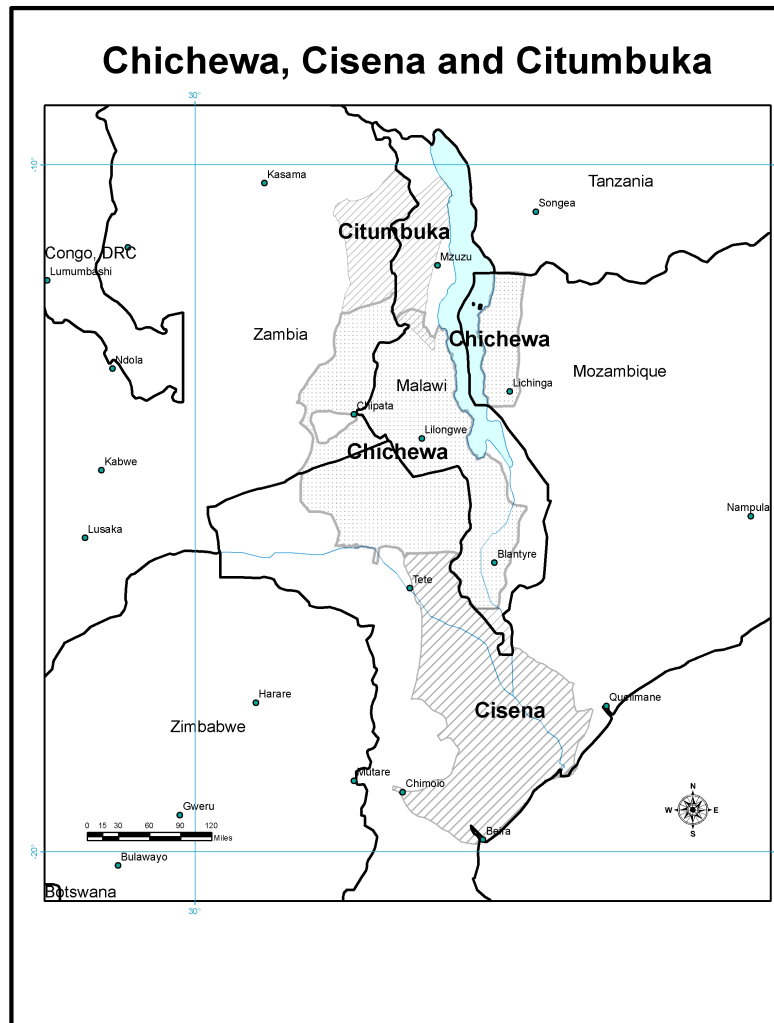 Chichewa, Cisena and Citumbuka
30°
-10°
Kasama
Tanzania
Songea
Citumbuka
Congo, DRC
Mzuzu
Lumumbashi
Zambia
Chichewa
Ndola
Mozambique
Malawi
Lichinga
Chipata
Lilongwe
Chichewa
Kabwe
Nampula
Lusaka
Blantyre
Tete
Harare
Quelimane
Cisena
Zimbabwe
Mutare
Chimoio
N
W E
S
Gweru
0 15 30 60 90 120
Miles
Beira
-20°
Bulawayo
Botswana
30°